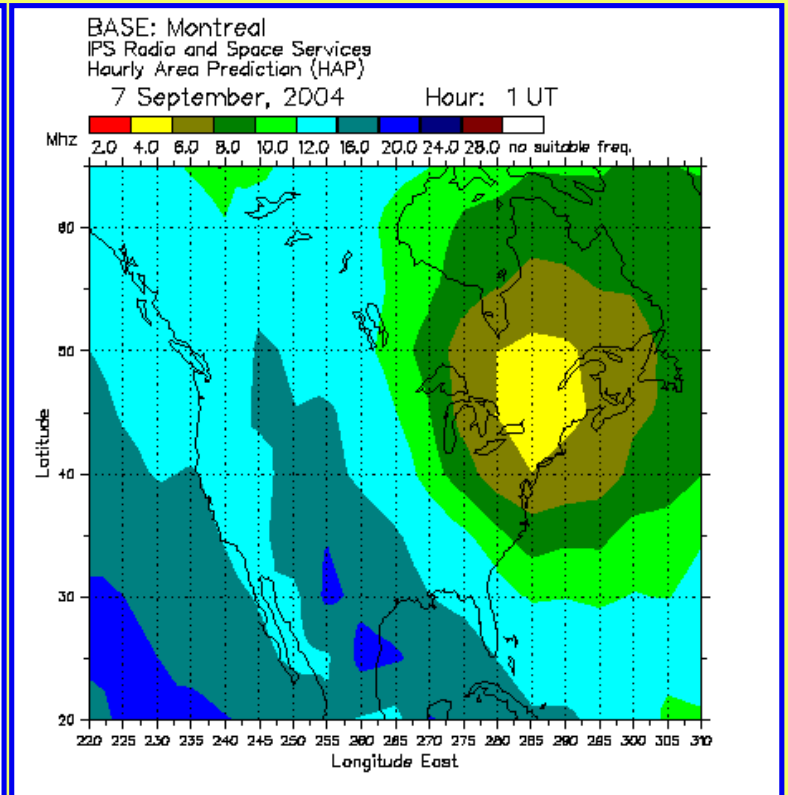 BASE: Montreal
IPS Radio and Space Services
Hourly Area Prediction (HAP)
7 September, 2004 Hour: 1 UT
Mhz 2.0 4.0 6.0 8.0 10.0 12.0 16.0 20.0 24.0 28.0 no suitable freq.
60
50
Latitude
40
30
20
220 225 230 235 240 245 250 255 260 265 270 275 280 285 290 295 300 305 310
Longitude East